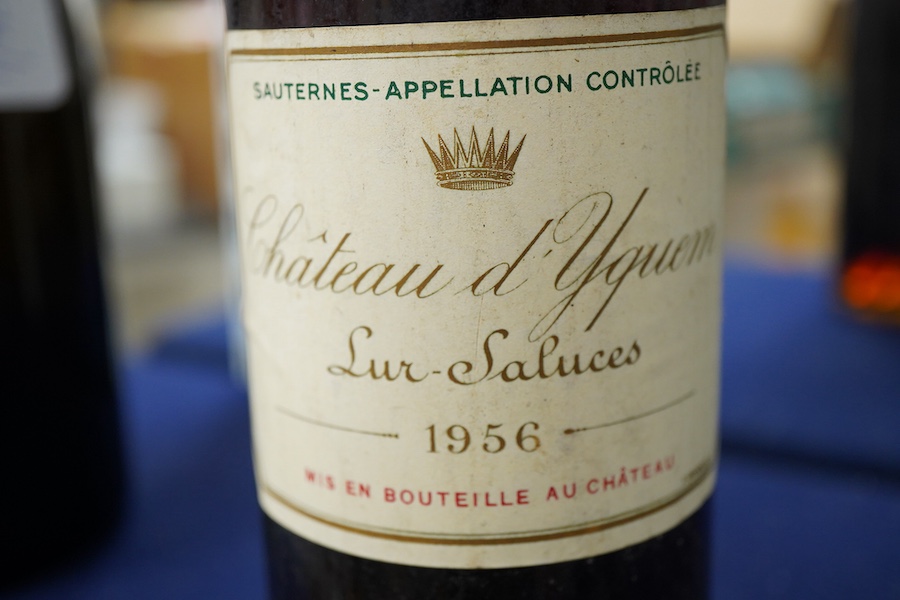 SAUTERNES-APPELLATION CONTRÔLÉE
Château d'Yquem
Lur-Saluces
1956
MIS EN BOUTEILLE AU CHÂTEAU